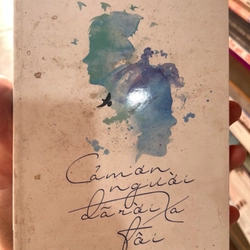 Cảm ơn
người
đã rời xa
tôi